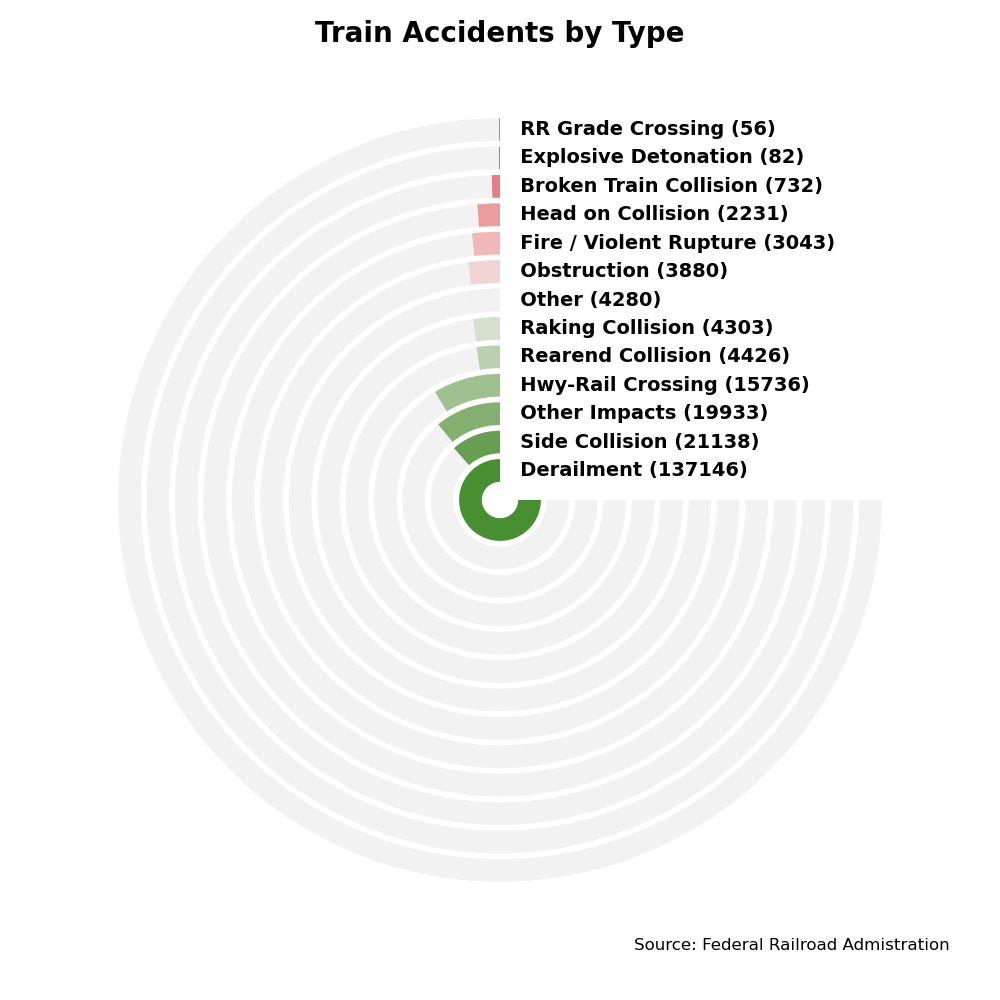 Train Accidents by Type
RR Grade Crossing (56)
Explosive Detonation (82)
Broken Train Collision (732)
Head on Collision (2231)
Fire / Violent Rupture (3043)
Obstruction (3880)
Other (4280)
Raking Collision (4303)
Rearend Collision (4426)
Hwy-Rail Crossing (15736)
Other Impacts (19933)
Side Collision (21138)
Derailment (137146)
Source: Federal Railroad Admistration